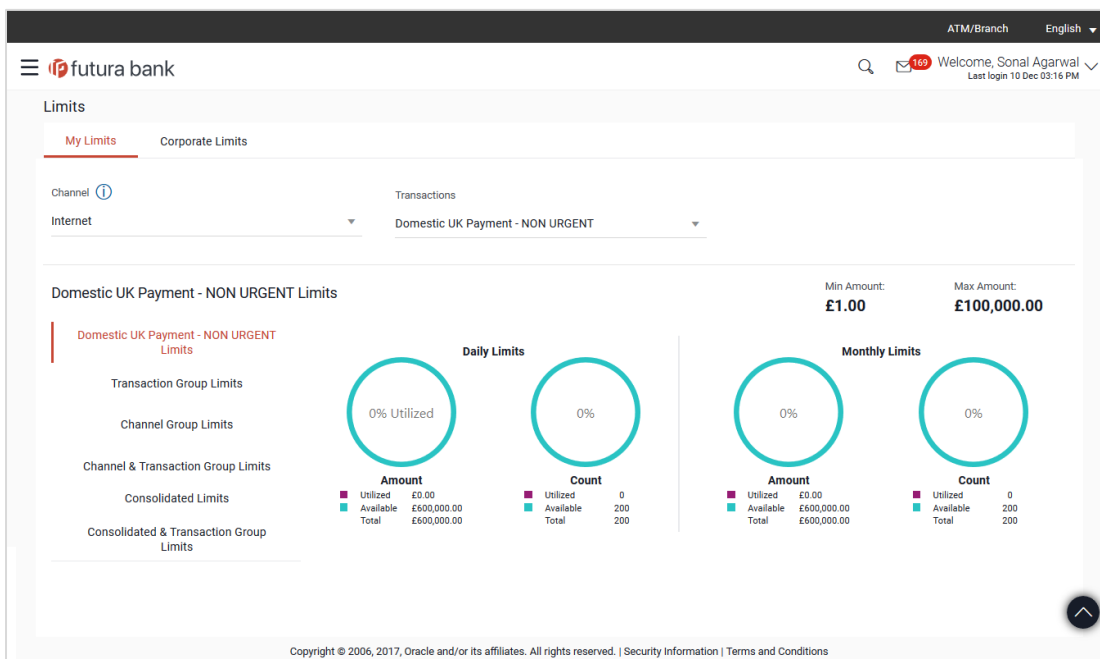 ATM/Branch English
futura bank
169 Welcome, Sonal Agarwal
Last login 10 Dec 03:16 PM
Limits
My Limits Corporate Limits
Channel
Transactions
Internet
Domestic UK Payment - NON URGENT
Domestic UK Payment - NON URGENT Limits
Min Amount: Max Amount:
£1.00 £100,000.00
Domestic UK Payment - NON URGENT
Limits
Transaction Group Limits
Channel Group Limits
Channel & Transaction Group Limits
Consolidated Limits
Consolidated & Transaction Group
Limits
Daily Limits
0% Utilized 0%
Amount
Utilized £0.00
Available £600,000.00
Total £600,000.00
Count
Utilized 0
Available 200
Total 200
Monthly Limits
0% 0%
Amount
Utilized £0.00
Available £600,000.00
Total £600,000.00
Count
Utilized 0
Available 200
Total 200
Copyright © 2006, 2017, Oracle and/or its affiliates. All rights reserved. | Security Information | Terms and Conditions